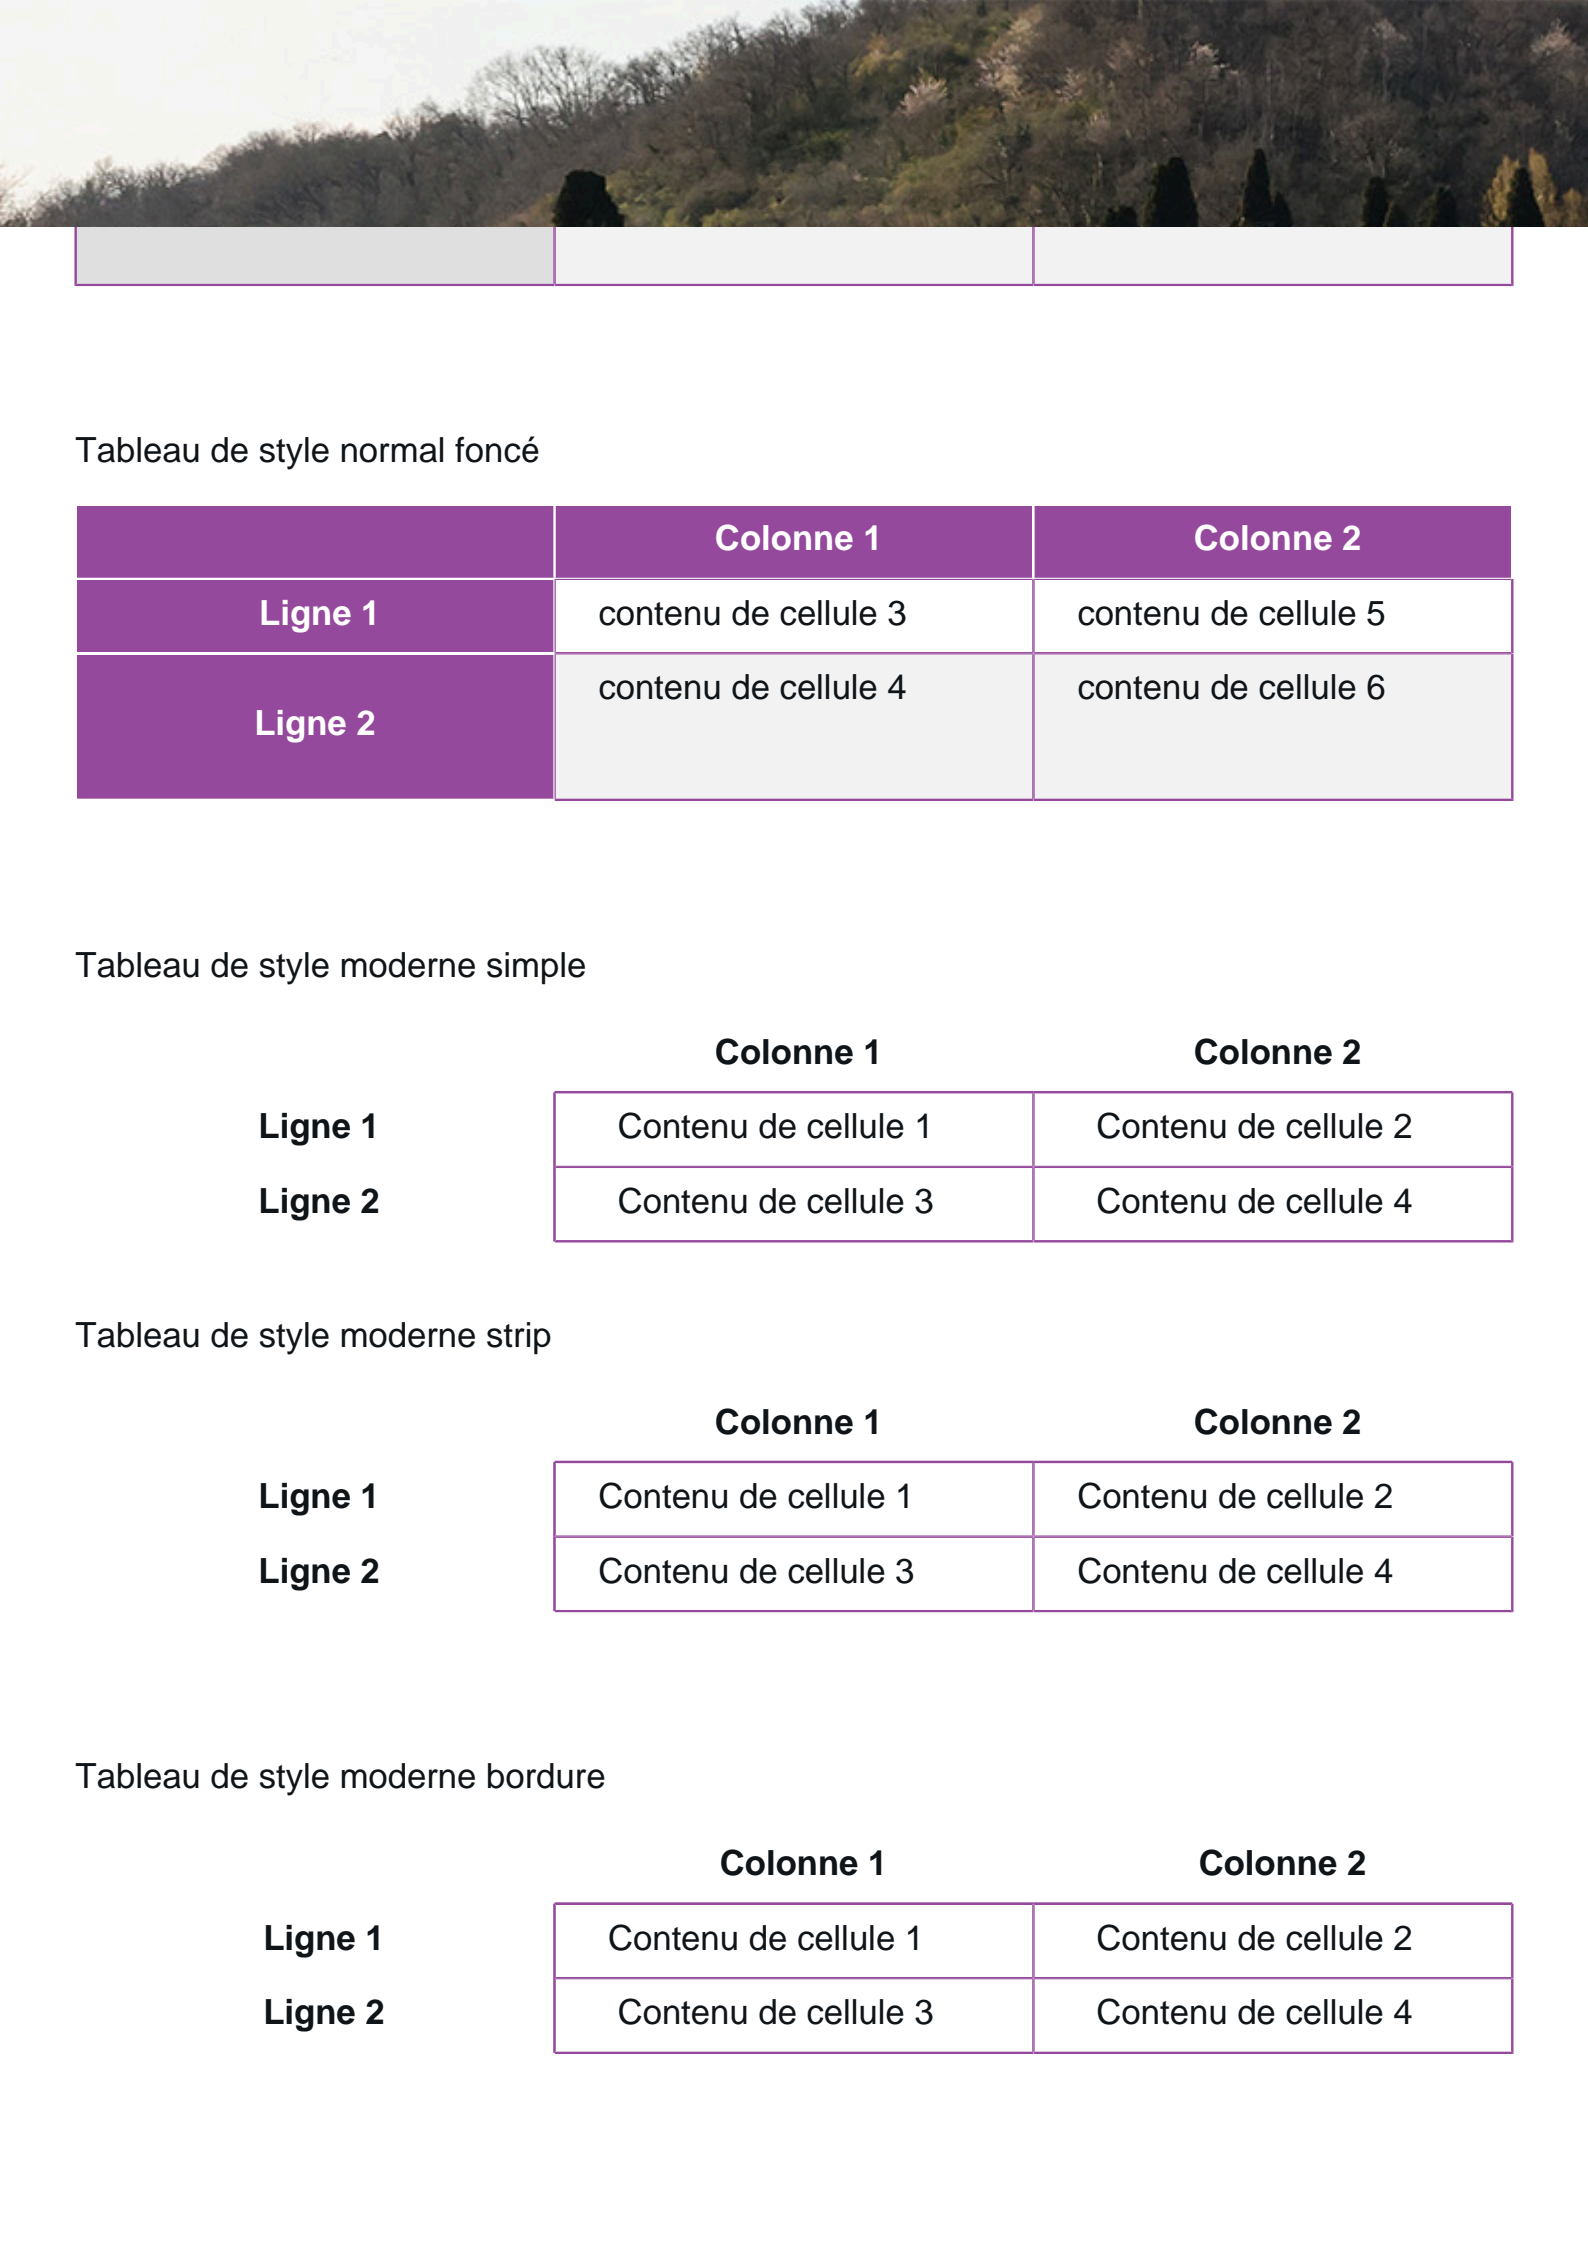 Tableau de style normal foncé
Colonne 1 Colonne 2
Ligne 1 contenu de cellule 3 contenu de cellule 5
Ligne 2 contenu de cellule 4 contenu de cellule 6
Tableau de style moderne simple
Colonne 1 Colonne 2
Ligne 1 Contenu de cellule 1 Contenu de cellule 2
Ligne 2 Contenu de cellule 3 Contenu de cellule 4
Tableau de style moderne strip
Colonne 1 Colonne 2
Ligne 1 Contenu de cellule 1 Contenu de cellule 2
Ligne 2 Contenu de cellule 3 Contenu de cellule 4
Tableau de style moderne bordure
Colonne 1 Colonne 2
Ligne 1 Contenu de cellule 1 Contenu de cellule 2
Ligne 2 Contenu de cellule 3 Contenu de cellule 4